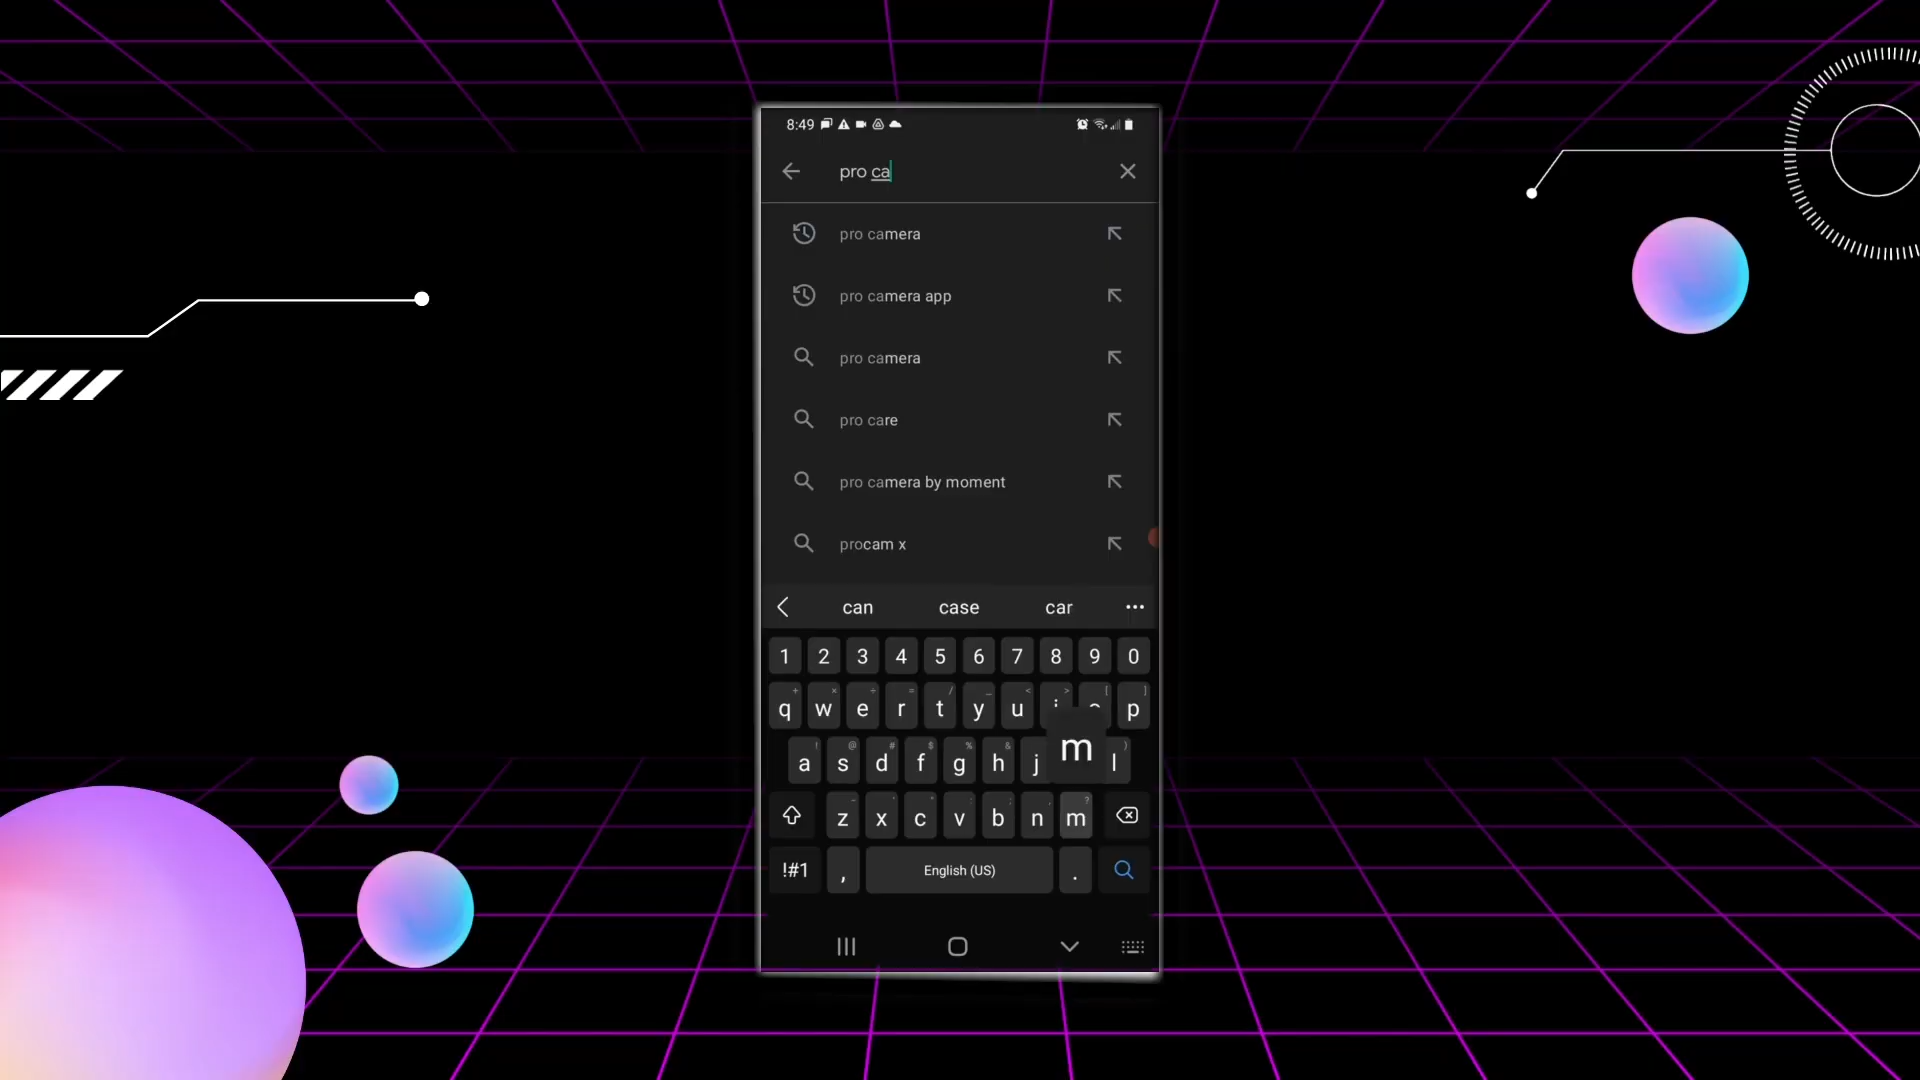 8:49
pro ca
pro camera
pro camera app
pro camera
pro care
pro camera by moment
procam x
can case car
1 2 3 4 5 6 7 8 9 0
q w e r t y u p
a s d f g h j m l
z x c v b n m
!#1 , English (US) .